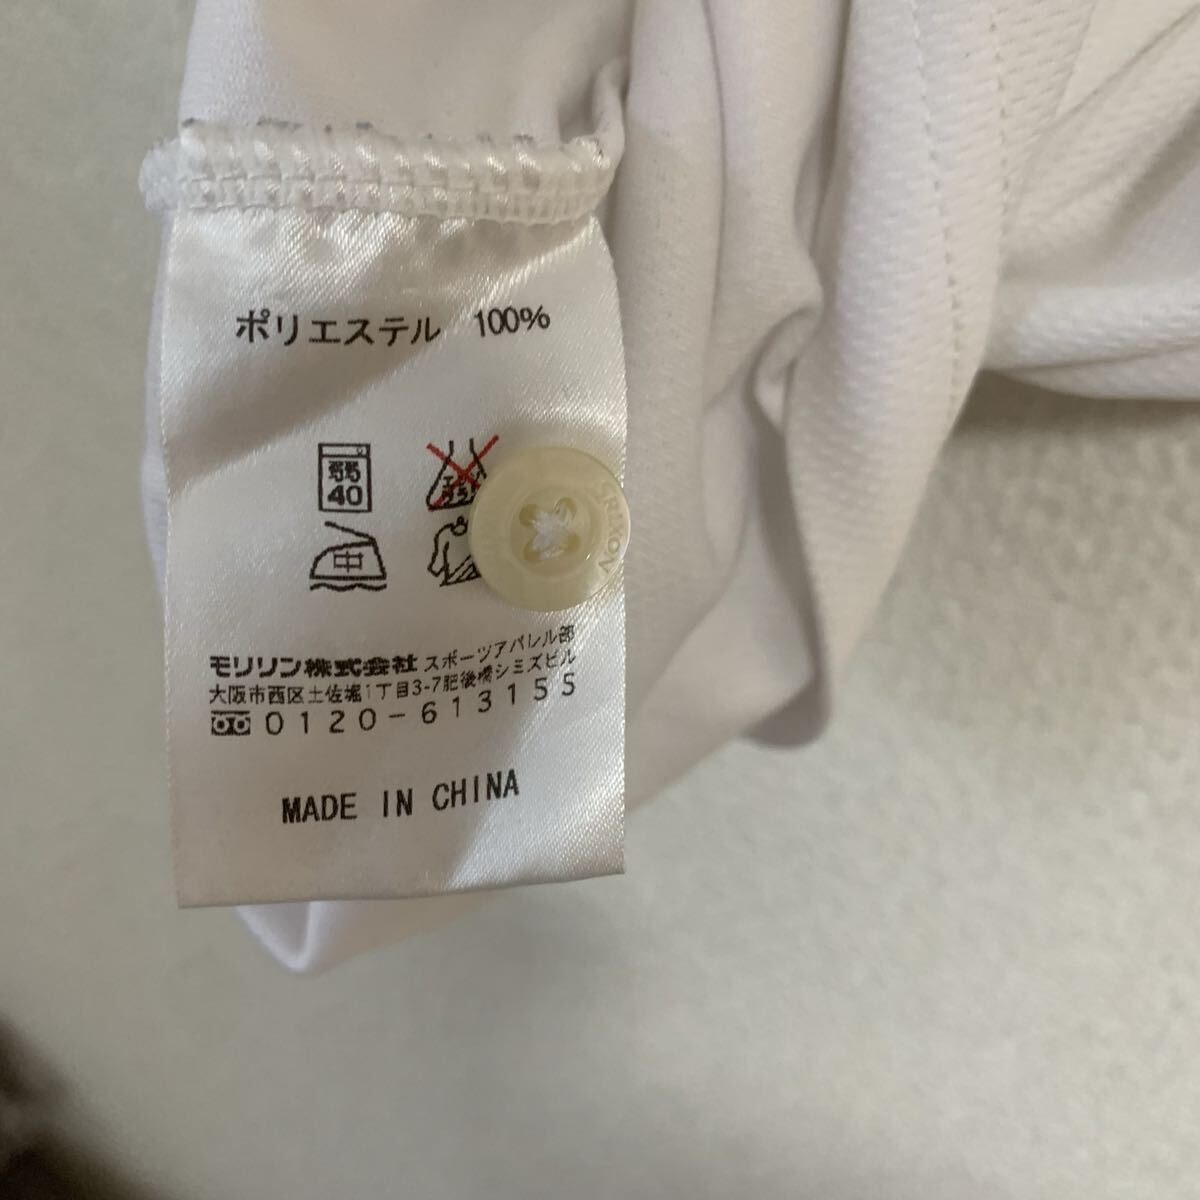 ポリエステル 100%
40
中
SRIXON
モリリン株式会社 スポーツアパレル部
大阪市西区土佐堀1丁目3-7肥後橋シミズビル
0120-613155
MADE IN CHINA